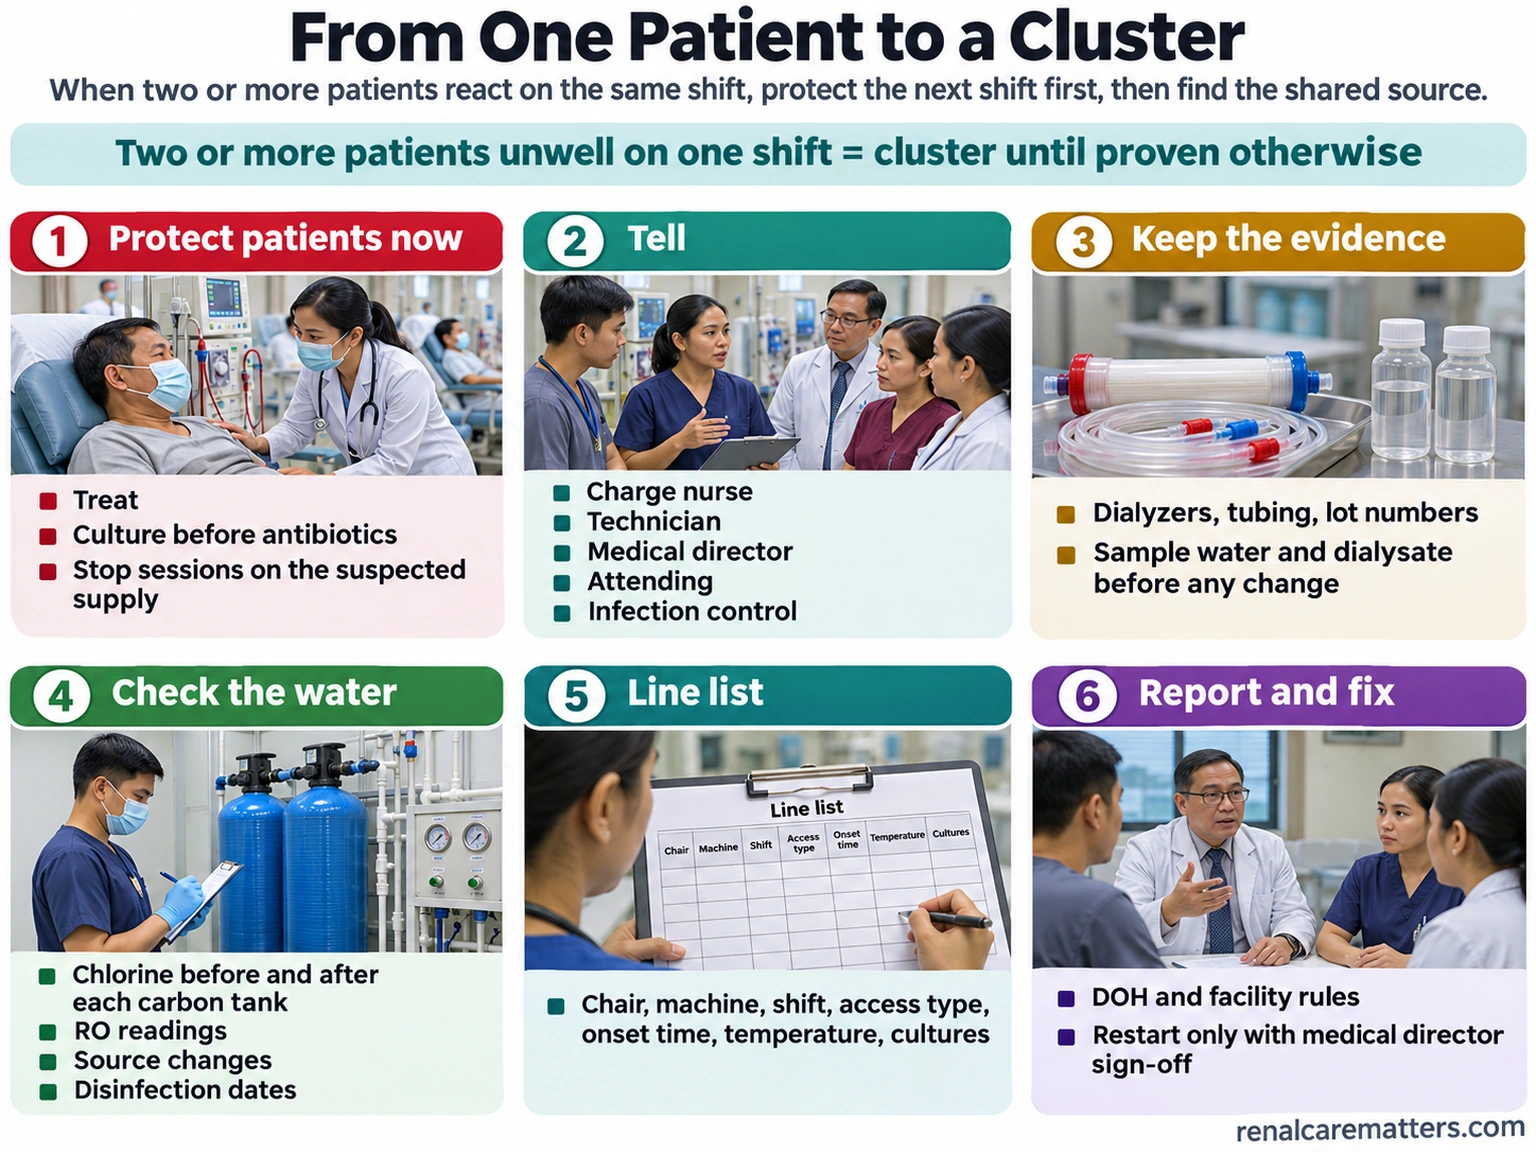 From One Patient to a Cluster
When two or more patients react on the same shift, protect the next shift first, then find the shared source.
Two or more patients unwell on one shift = cluster until proven otherwise
1 Protect patients now
Treat
Culture before antibiotics
Stop sessions on the suspected
supply
2 Tell
Charge nurse
Technician
Medical director
Attending
Infection control
3 Keep the evidence
Dialyzers, tubing, lot numbers
Sample water and dialysate
before any change
4 Check the water
Chlorine before and after
each carbon tank
RO readings
Source changes
Disinfection dates
5 Line list
Line list
Chair Machine Shift Access type Onset time Temperature Cultures
Chair, machine, shift, access type,
onset time, temperature, cultures
6 Report and fix
DOH and facility rules
Restart only with medical director
sign-off
renalcarematters.com